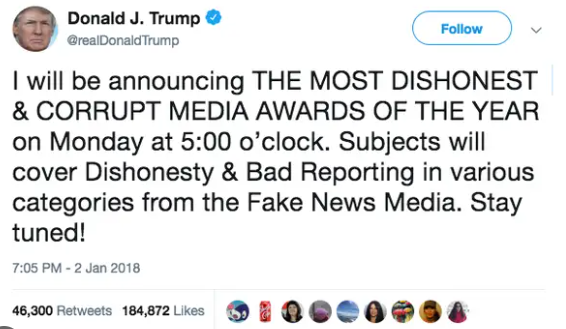 Donald J. Trump
@realDonaldTrump
Follow
I will be announcing THE MOST DISHONEST
& CORRUPT MEDIA AWARDS OF THE YEAR
on Monday at 5:00 o’clock. Subjects will
cover Dishonesty & Bad Reporting in various
categories from the Fake News Media. Stay
tuned!
7:05 PM - 2 Jan 2018
46,300 Retweets 184,872 Likes